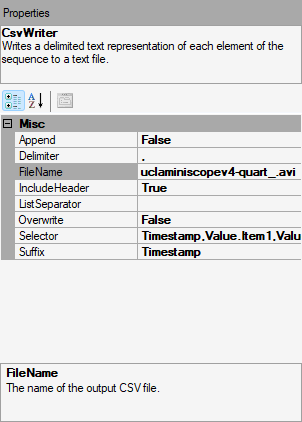 Properties
CsvWriter
Writes a delimited text representation of each element of the
sequence to a text file.
Misc
Append False
Delimiter ,
FileName uclaminiscopev4-quart_.avi
IncludeHeader True
ListSeparator
Overwrite False
Selector Timestamp,Value.Item1,Valu
Suffix Timestamp
FileName
The name of the output CSV file.